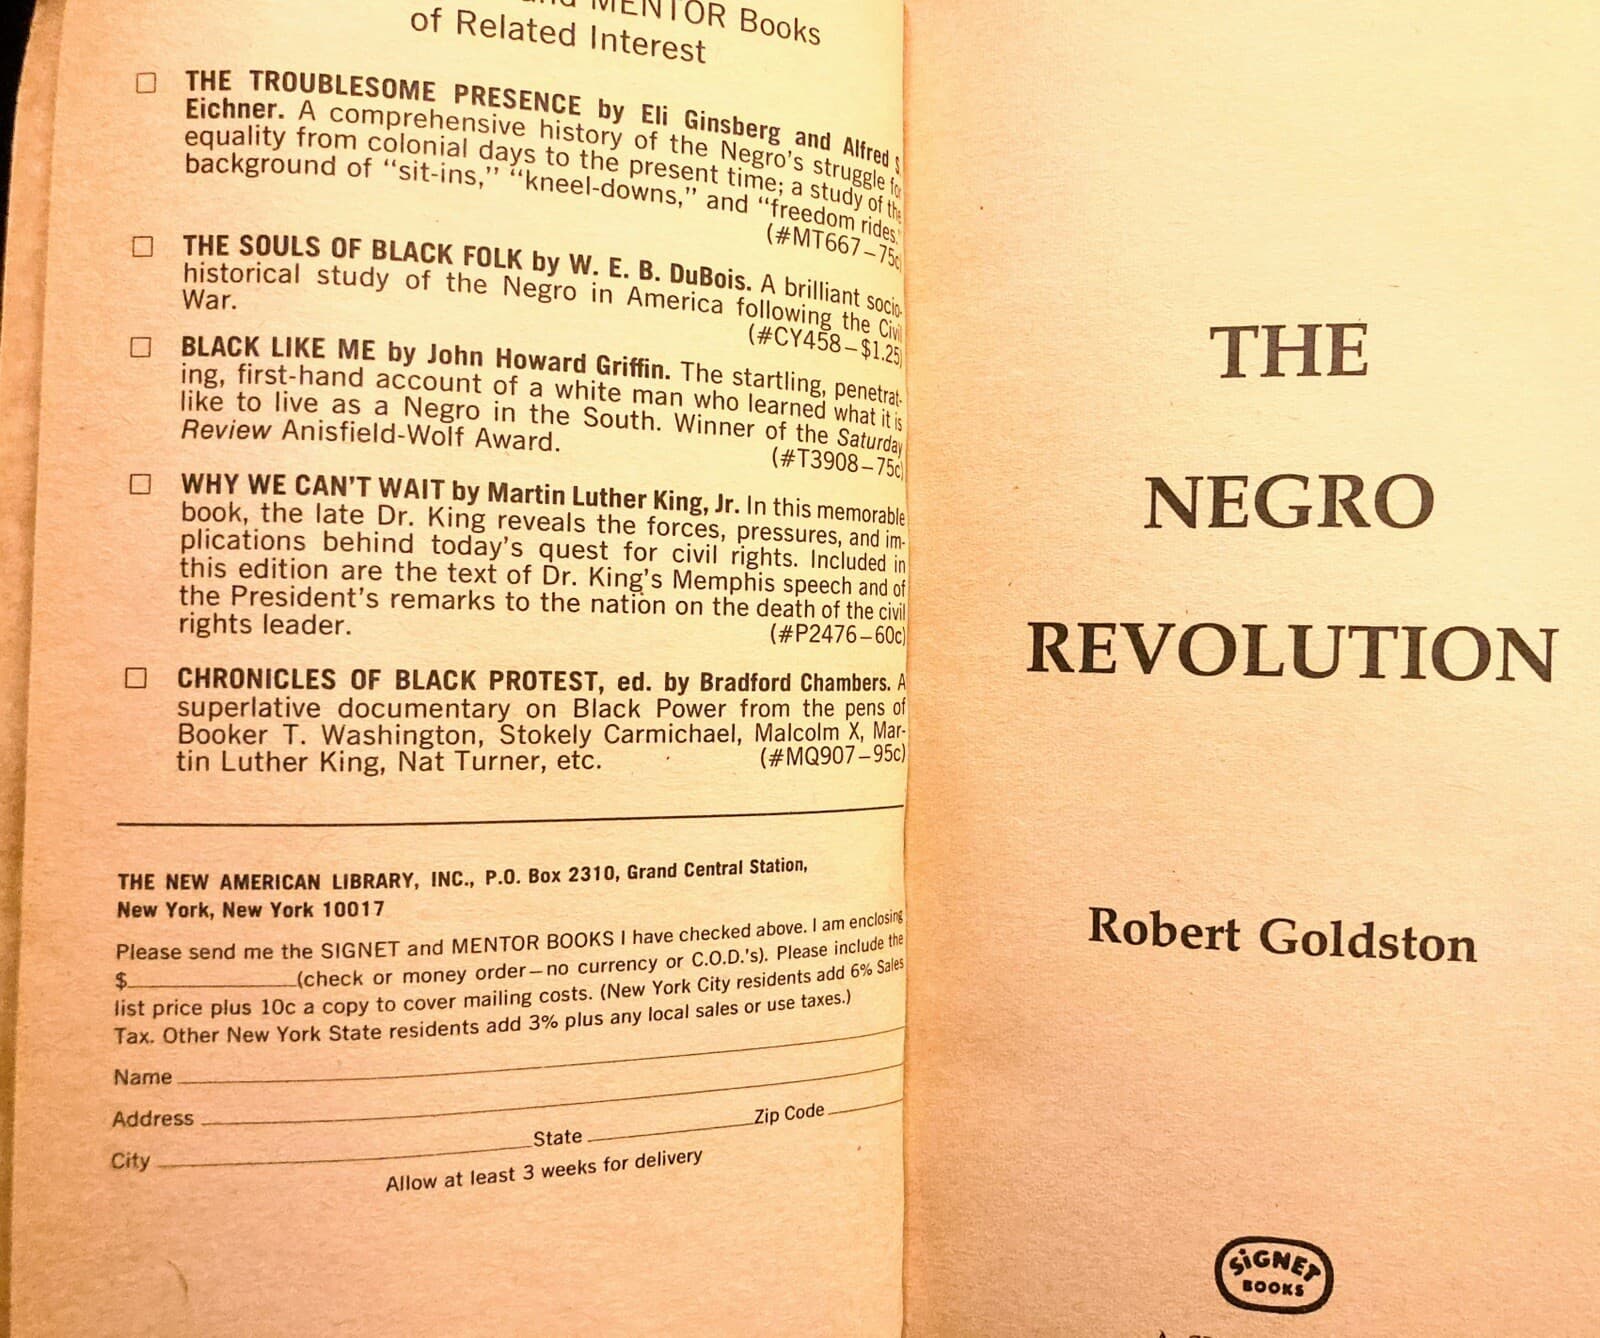 and MENTOR Books
of Related Interest
□ THE TROUBLESOME PRESENCE by Eli Ginsberg and Alfred S.
Eichner. A comprehensive history of the Negro's struggle for
equality from colonial days to the present time; a study of the
background of "sit-ins," "kneel-downs," and "freedom rides."
(#MT667–75c)
□ THE SOULS OF BLACK FOLK by W. E. B. DuBois. A brilliant socio-
historical study of the Negro in America following the Civil
War. (#CY458–$1.25)
□ BLACK LIKE ME by John Howard Griffin. The startling, penetrat-
ing, first-hand account of a white man who learned what it is
like to live as a Negro in the South. Winner of the Saturday
Review Anisfield-Wolf Award. (#T3908–75c)
□ WHY WE CAN'T WAIT by Martin Luther King, Jr. In this memorable
book, the late Dr. King reveals the forces, pressures, and im-
plications behind today's quest for civil rights. Included in
this edition are the text of Dr. King's Memphis speech and of
the President's remarks to the nation on the death of the civil
rights leader. (#P2476–60c)
□ CHRONICLES OF BLACK PROTEST, ed. by Bradford Chambers. A
superlative documentary on Black Power from the pens of
Booker T. Washington, Stokely Carmichael, Malcolm X, Mar-
tin Luther King, Nat Turner, etc. (#MQ907–95c)
THE NEW AMERICAN LIBRARY, INC., P.O. Box 2310, Grand Central Station,
New York, New York 10017
Please send me the SIGNET and MENTOR BOOKS I have checked above. I am enclosing
$____________(check or money order–no currency or C.O.D.'s). Please include the
list price plus 10c a copy to cover mailing costs. (New York City residents add 6% Sales
Tax. Other New York State residents add 3% plus any local sales or use taxes.)
Name
Address
City State Zip Code
Allow at least 3 weeks for delivery
THE
NEGRO
REVOLUTION
Robert Goldston
SIGNET
BOOKS